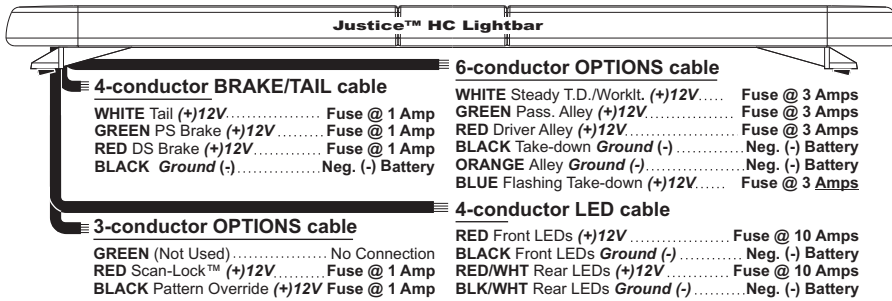 Justice™ HC Lightbar
4-conductor BRAKE/TAIL cable
WHITE Tail (+)12V...................... Fuse @ 1 Amp
GREEN PS Brake (+)12V ......... Fuse @ 1 Amp
RED DS Brake (+)12V.............. Fuse @ 1 Amp
BLACK Ground (-)................... Neg. (-) Battery
3-conductor OPTIONS cable
GREEN (Not Used).................. No Connection
RED Scan-Lock™ (+)12V......... Fuse @ 1 Amp
BLACK Pattern Override (+)12V Fuse @ 1 Amp
6-conductor OPTIONS cable
WHITE Steady T.D./Worklt. (+)12V..... Fuse @ 3 Amps
GREEN Pass. Alley (+)12V................ Fuse @ 3 Amps
RED Driver Alley (+)12V................... Fuse @ 3 Amps
BLACK Take-down Ground (-) ............Neg. (-) Battery
ORANGE Alley Ground (-)..................Neg. (-) Battery
BLUE Flashing Take-down (+)12V...... Fuse @ 3 Amps
4-conductor LED cable
RED Front LEDs (+)12V .................. Fuse @ 10 Amps
BLACK Front LEDs Ground (-) ............Neg. (-) Battery
RED/WHT Rear LEDs (+)12V ........... Fuse @ 10 Amps
BLK/WHT Rear LEDs Ground (-)..........Neg. (-) Battery